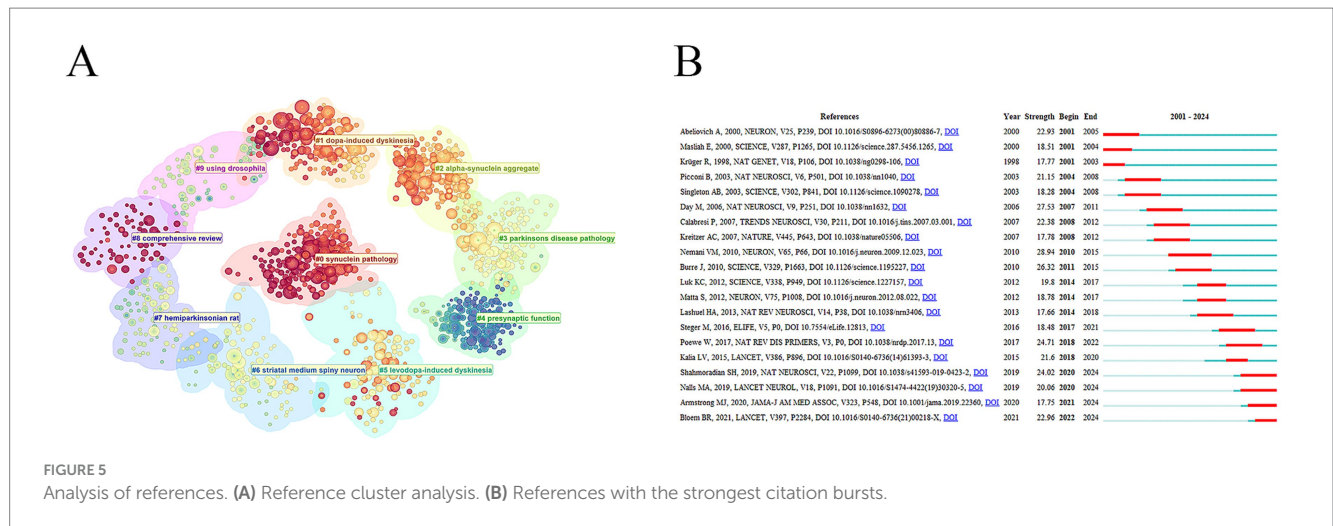 A
B
#1 dopa-induced dyskinesia
#9 using drosophila
#2 alpha-synuclein aggregate
#8 comprehensive review
#3 parkinsons disease pathology
#0 synuclein pathology
#4 presynaptic function
#7 hemiparkinsonian rat
#6 striatal medium spiny neuron
#5 levodopa-induced dyskinesia
References Year Strength Begin End 2001 - 2024
Abeliovich A, 2000, NEURON, V25, P239, DOI 10.1016/S0896-6273(00)80886-7, DOI 2000 22.93 2001 2005
Masliah E, 2000, SCIENCE, V287, P1265, DOI 10.1126/science.287.5456.1265, DOI 2000 18.51 2001 2004
Krüger R, 1998, NAT GENET, V18, P106, DOI 10.1038/ng0298-106, DOI 1998 17.77 2001 2003
Picconi B, 2003, NAT NEUROSCI, V6, P501, DOI 10.1038/nn1040, DOI 2003 21.15 2004 2008
Singleton AB, 2003, SCIENCE, V302, P841, DOI 10.1126/science.1090278, DOI 2003 18.28 2004 2008
Day M, 2006, NAT NEUROSCI, V9, P251, DOI 10.1038/nn1632, DOI 2006 27.53 2007 2011
Calabresi P, 2007, TRENDS NEUROSCI, V30, P211, DOI 10.1016/j.tins.2007.03.001, DOI 2007 22.38 2008 2012
Kreitzer AC, 2007, NATURE, V445, P643, DOI 10.1038/nature05506, DOI 2007 17.78 2008 2012
Nemani VM, 2010, NEURON, V65, P66, DOI 10.1016/j.neuron.2009.12.023, DOI 2010 28.94 2010 2015
Burre J, 2010, SCIENCE, V329, P1663, DOI 10.1126/science.1195227, DOI 2010 26.32 2011 2015
Luk KC, 2012, SCIENCE, V338, P949, DOI 10.1126/science.1227157, DOI 2012 19.8 2014 2017
Matta S, 2012, NEURON, V75, P1008, DOI 10.1016/j.neuron.2012.08.022, DOI 2012 18.78 2014 2017
Lashuel HA, 2013, NAT REV NEUROSCI, V14, P38, DOI 10.1038/nrn3406, DOI 2013 17.66 2014 2018
Steger M, 2016, ELIFE, V5, P0, DOI 10.7554/eLife.12813, DOI 2016 18.48 2017 2021
Poewe W, 2017, NAT REV DIS PRIMERS, V3, P0, DOI 10.1038/nrdp.2017.13, DOI 2017 24.71 2018 2022
Kalia LV, 2015, LANCET, V386, P896, DOI 10.1016/S0140-6736(14)61393-3, DOI 2015 21.6 2018 2020
Shahmoradian SH, 2019, NAT NEUROSCI, V22, P1099, DOI 10.1038/s41593-019-0423-2, DOI 2019 24.02 2020 2024
Nalls MA, 2019, LANCET NEUROL, V18, P1091, DOI 10.1016/S1474-4422(19)30320-5, DOI 2019 20.06 2020 2024
Armstrong MJ, 2020, JAMA-J AM MED ASSOC, V323, P548, DOI 10.1001/jama.2019.22360, DOI 2020 17.75 2021 2024
Bloem BR, 2021, LANCET, V397, P2284, DOI 10.1016/S0140-6736(21)00218-X, DOI 2021 22.96 2022 2024
FIGURE 5
Analysis of references. (A) Reference cluster analysis. (B) References with the strongest citation bursts.